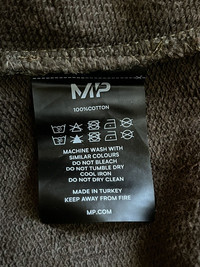 MP
100%COTTON
MACHINE WASH WITH
SIMILAR COLOURS
DO NOT BLEACH
DO NOT TUMBLE DRY
COOL IRON
DO NOT DRY CLEAN
MADE IN TURKEY
KEEP AWAY FROM FIRE
MP.COM